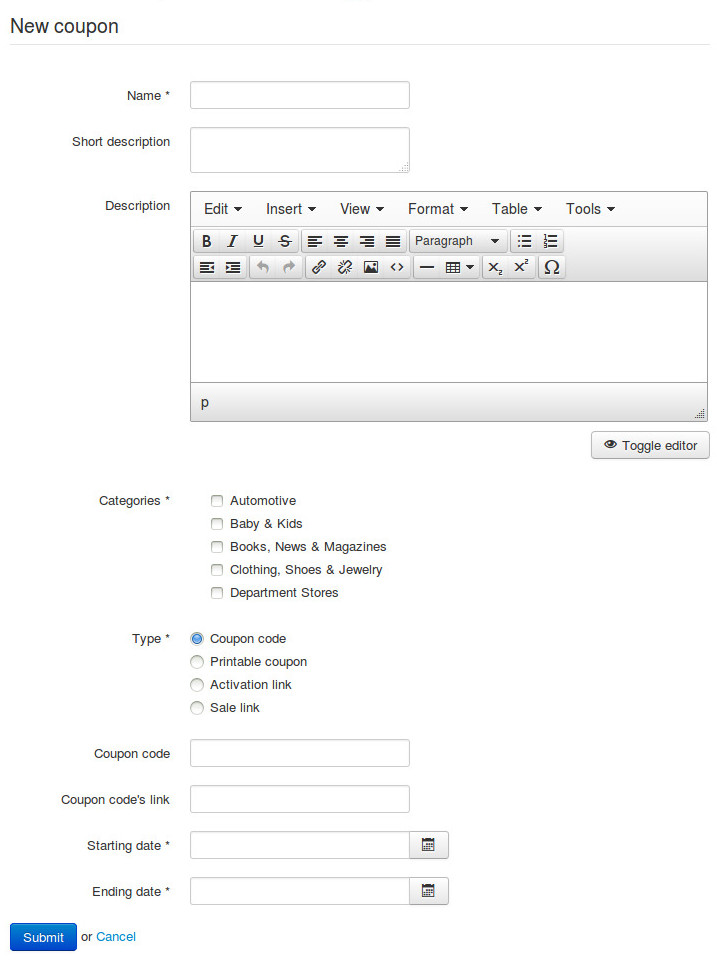 New coupon
Name *
Short description
Description
Edit Insert View Format Table Tools
B I U S Paragraph
X₂ X² Ω
p
Toggle editor
Categories *
Automotive
Baby & Kids
Books, News & Magazines
Clothing, Shoes & Jewelry
Department Stores
Type *
Coupon code
Printable coupon
Activation link
Sale link
Coupon code
Coupon code's link
Starting date *
Ending date *
Submit or Cancel